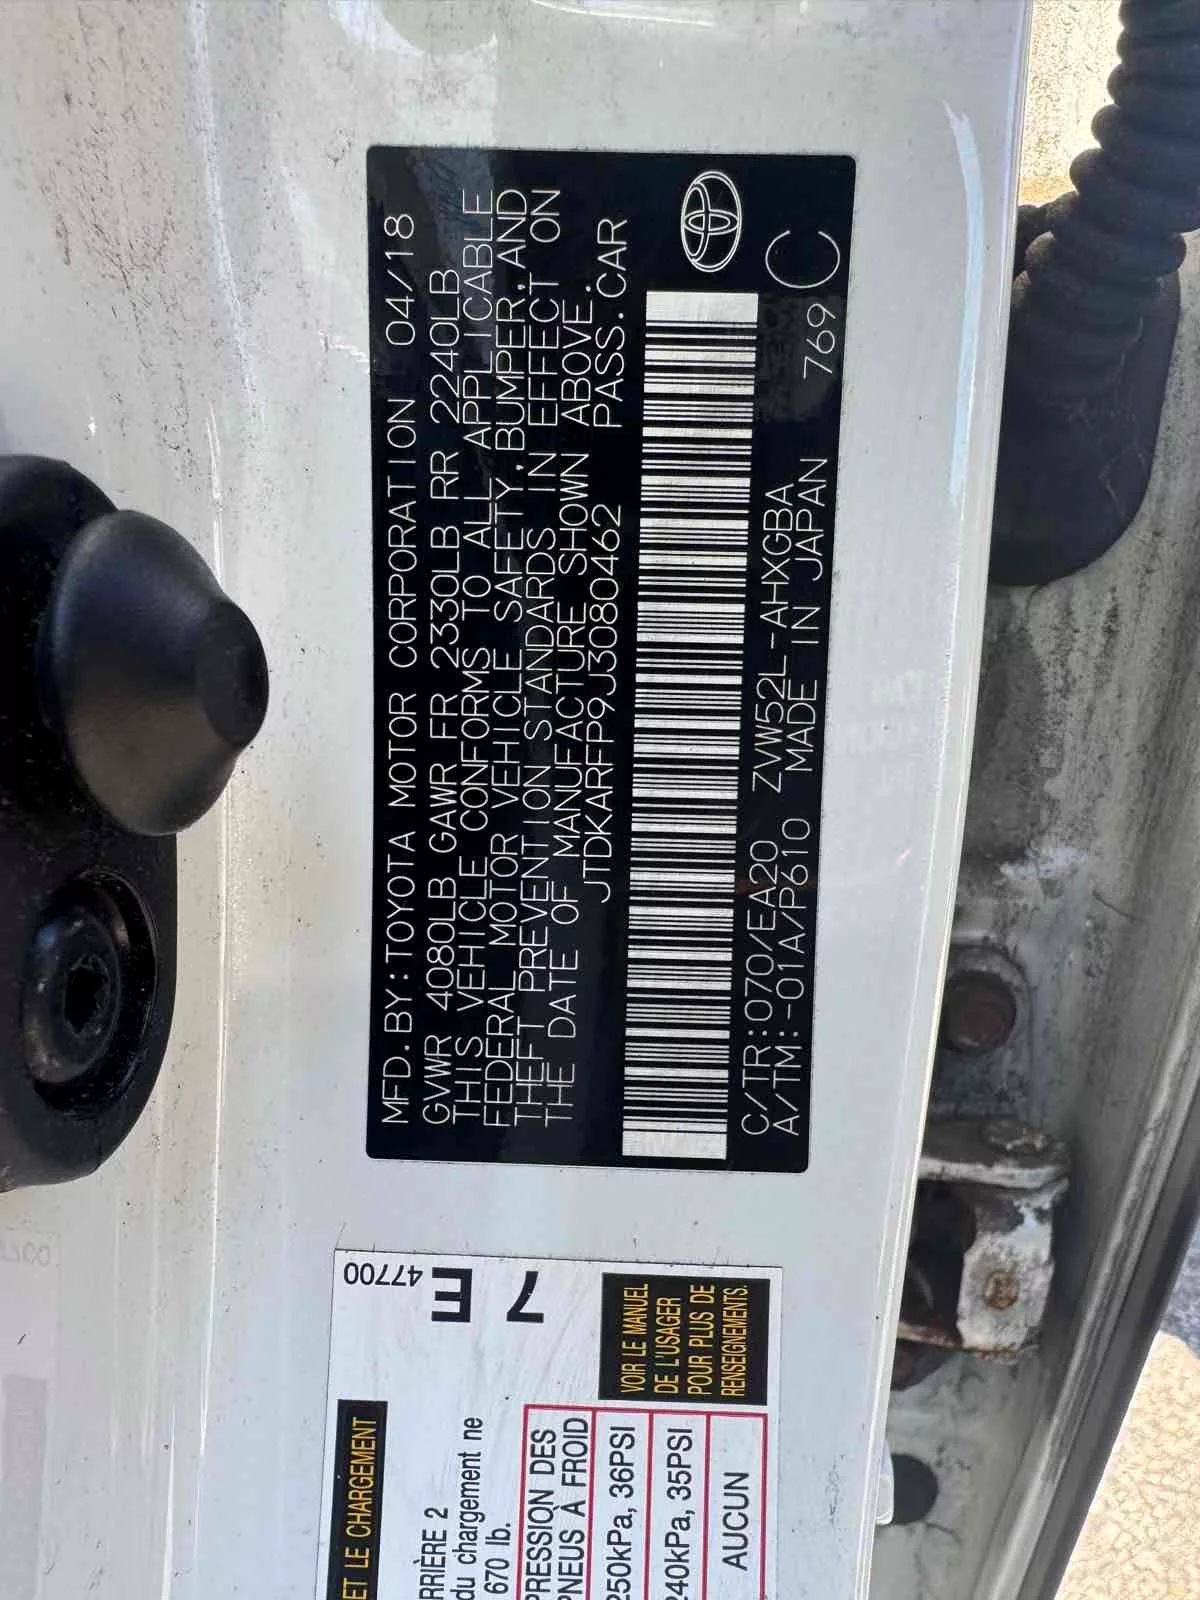 MFD.BY:TOYOTA MOTOR CORPORATION 04/18
GVWR 4080LB GAWR FR 2330LB RR 2240LB
THIS VEHICLE CONFORMS TO ALL APPLICABLE
FEDERAL MOTOR VEHICLE SAFETY,BUMPER,AND
THEFT PREVENTION STANDARDS IN EFFECT ON
THE DATE OF MANUFACTURE SHOWN ABOVE.
JTDKARFP9J3080462 PASS.CAR
C/TR:070/EA20 ZVW52L-AHXGBA 769
A/TM:-01A/P610 MADE IN JAPAN C
47700
7E
ET LE CHARGEMENT
RRIÈRE 2
du chargement ne
670 lb.
PRESSION DES
PNEUS À FROID
250kPa, 36PSI
240kPa, 35PSI
AUCUN
VOIR LE MANUEL
DE L'USAGER
POUR PLUS DE
RENSEIGNEMENTS.